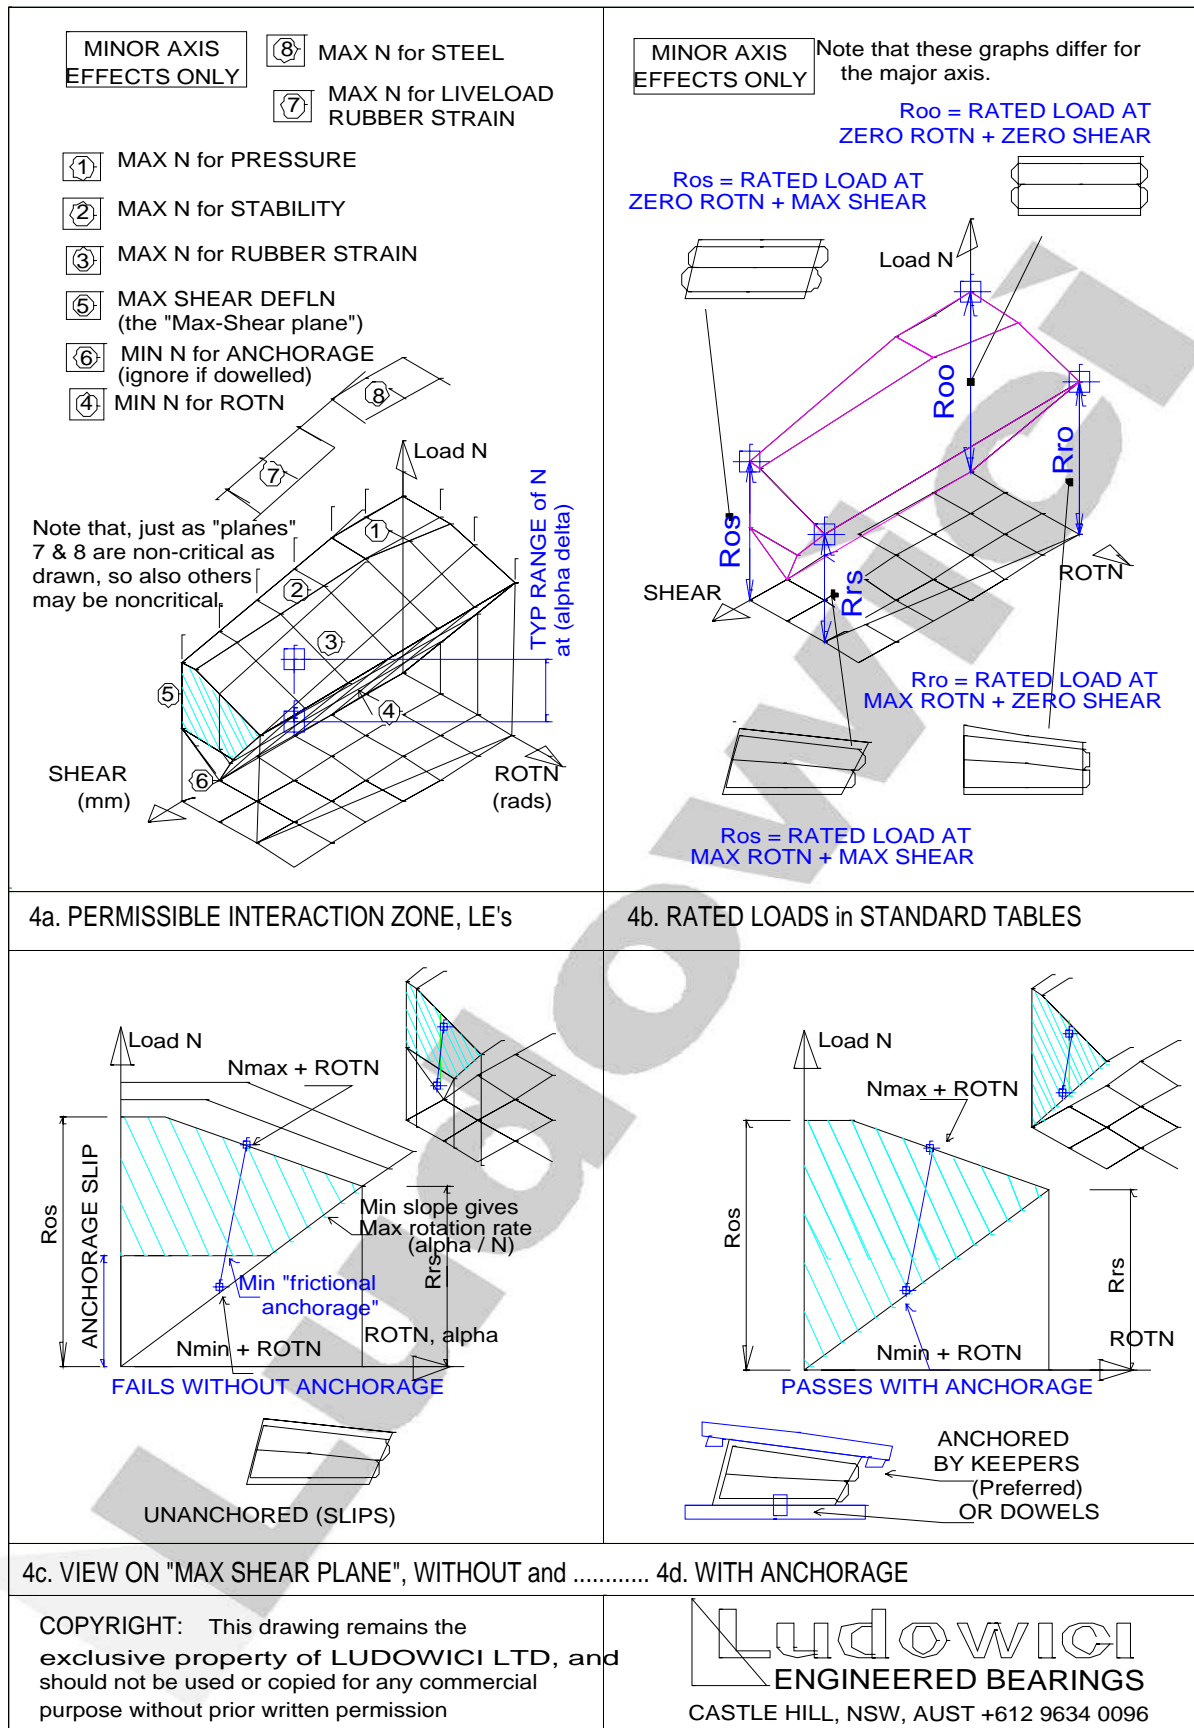 MINOR AXIS
EFFECTS ONLY
8 MAX N for STEEL
7 MAX N for LIVELOAD
RUBBER STRAIN
1 MAX N for PRESSURE
2 MAX N for STABILITY
3 MAX N for RUBBER STRAIN
5 MAX SHEAR DEFLN
(the "Max-Shear plane")
6 MIN N for ANCHORAGE
(ignore if dowelled)
4 MIN N for ROTN
8
7
Load N
Note that, just as "planes"
7 & 8 are non-critical as
drawn, so also others
may be noncritical.
1
2
3
4
5
6
TYP RANGE of N
at (alpha delta)
SHEAR
(mm)
ROTN
(rads)
MINOR AXIS
EFFECTS ONLY
Note that these graphs differ for
the major axis.
Roo = RATED LOAD AT
ZERO ROTN + ZERO SHEAR
Ros = RATED LOAD AT
ZERO ROTN + MAX SHEAR
Load N
Roo
Rro
Ros
Rrs
SHEAR
ROTN
Rro = RATED LOAD AT
MAX ROTN + ZERO SHEAR
Ros = RATED LOAD AT
MAX ROTN + MAX SHEAR
4a. PERMISSIBLE INTERACTION ZONE, LE's
4b. RATED LOADS in STANDARD TABLES
Load N
Nmax + ROTN
Ros
ANCHORAGE SLIP
Min slope gives
Max rotation rate
(alpha / N)
Rrs
Min "frictional
anchorage"
ROTN, alpha
Nmin + ROTN
FAILS WITHOUT ANCHORAGE
UNANCHORED (SLIPS)
Load N
Nmax + ROTN
Ros
Rrs
ROTN
Nmin + ROTN
PASSES WITH ANCHORAGE
ANCHORED
BY KEEPERS
(Preferred)
OR DOWELS
4c. VIEW ON "MAX SHEAR PLANE", WITHOUT and ............ 4d. WITH ANCHORAGE
COPYRIGHT: This drawing remains the
exclusive property of LUDOWICI LTD, and
should not be used or copied for any commercial
purpose without prior written permission
Ludowici
ENGINEERED BEARINGS
CASTLE HILL, NSW, AUST +612 9634 0096
Ludowici